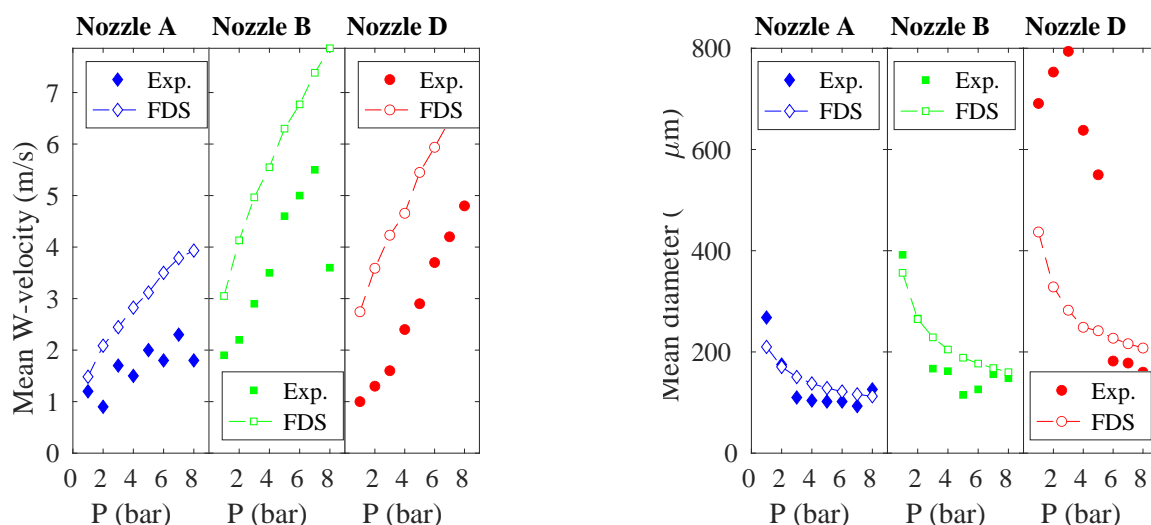 Nozzle A Nozzle B Nozzle D
Exp.
FDS
Exp.
FDS
Exp.
FDS
Mean W-velocity (m/s)
7
6
5
4
3
2
1
0
0 2 4 6 8 2 4 6 8 2 4 6 8
P (bar) P (bar) P (bar)
Nozzle A Nozzle B Nozzle D
Exp.
FDS
Exp.
FDS
Exp.
FDS
Mean diameter ( μm)
800
600
400
200
0
0 2 4 6 8 2 4 6 8 2 4 6 8
P (bar) P (bar) P (bar)